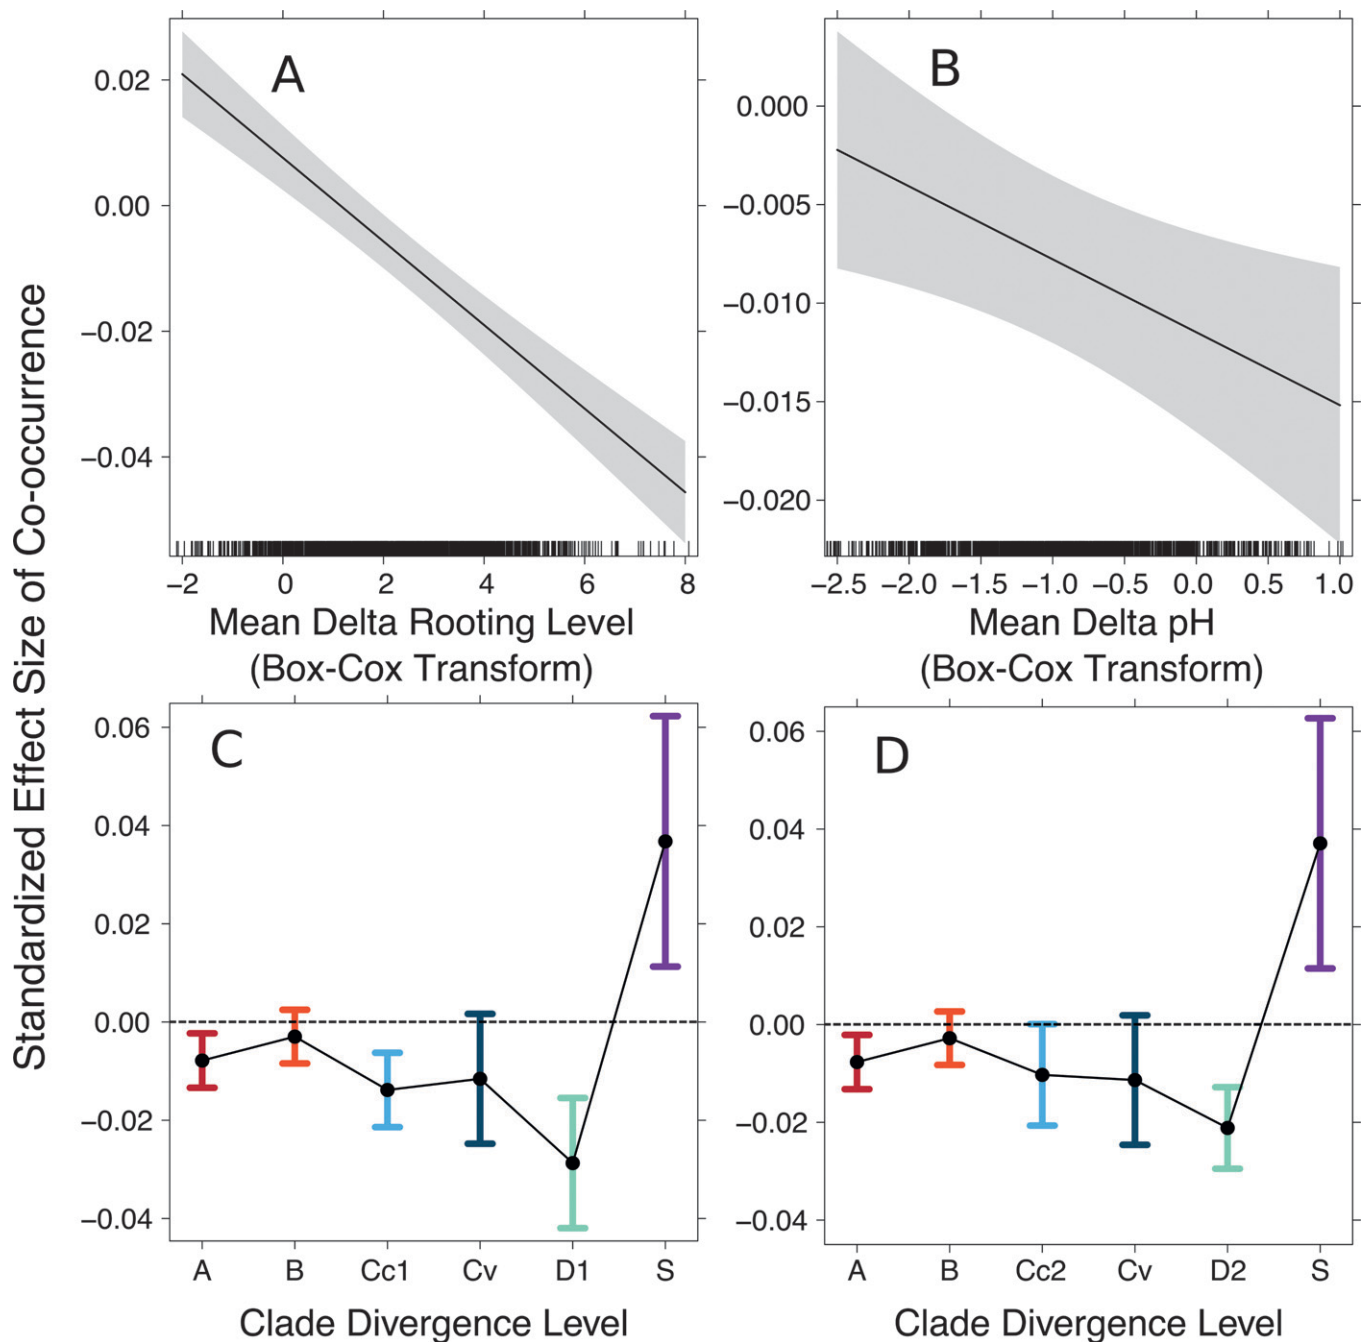 Standardized Effect Size of Co-occurrence
A
0.02
0.00
−0.02
−0.04
−2 0 2 4 6 8
Mean Delta Rooting Level
(Box-Cox Transform)
B
0.000
−0.005
−0.010
−0.015
−0.020
−2.5 −2.0 −1.5 −1.0 −0.5 0.0 0.5 1.0
Mean Delta pH
(Box-Cox Transform)
C
0.06
0.04
0.02
0.00
−0.02
−0.04
A B Cc1 Cv D1 S
Clade Divergence Level
D
0.06
0.04
0.02
0.00
−0.02
−0.04
A B Cc2 Cv D2 S
Clade Divergence Level